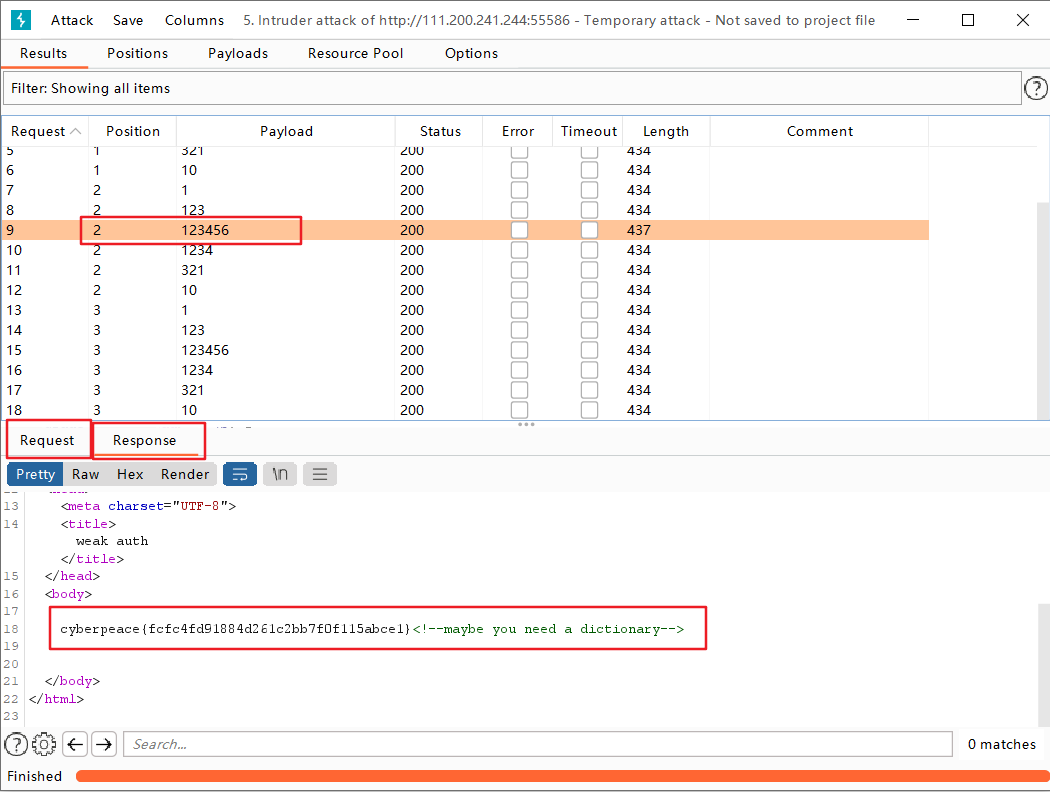 Attack Save Columns 5. Intruder attack of http://111.200.241.244:55586 - Temporary attack - Not saved to project file
Results Positions Payloads Resource Pool Options
Filter: Showing all items
?
Request Position Payload Status Error Timeout Length Comment
5 1 321 200 434
6 1 10 200 434
7 2 1 200 434
8 2 123 200 434
9 2 123456 200 437
10 2 1234 200 434
11 2 321 200 434
12 2 10 200 434
13 3 1 200 434
14 3 123 200 434
15 3 123456 200 434
16 3 1234 200 434
17 3 321 200 434
18 3 10 200 434
Request Response
Pretty Raw Hex Render \n
13 <meta charset="UTF-8">
14 <title>
weak auth
</title>
15 </head>
16 <body>
17
18 cyberpeace{fcfc4fd91884d261c2bb7f0f115abce1}<!--maybe you need a dictionary-->
19
20
21 </body>
22 </html>
23
? Search... 0 matches
Finished